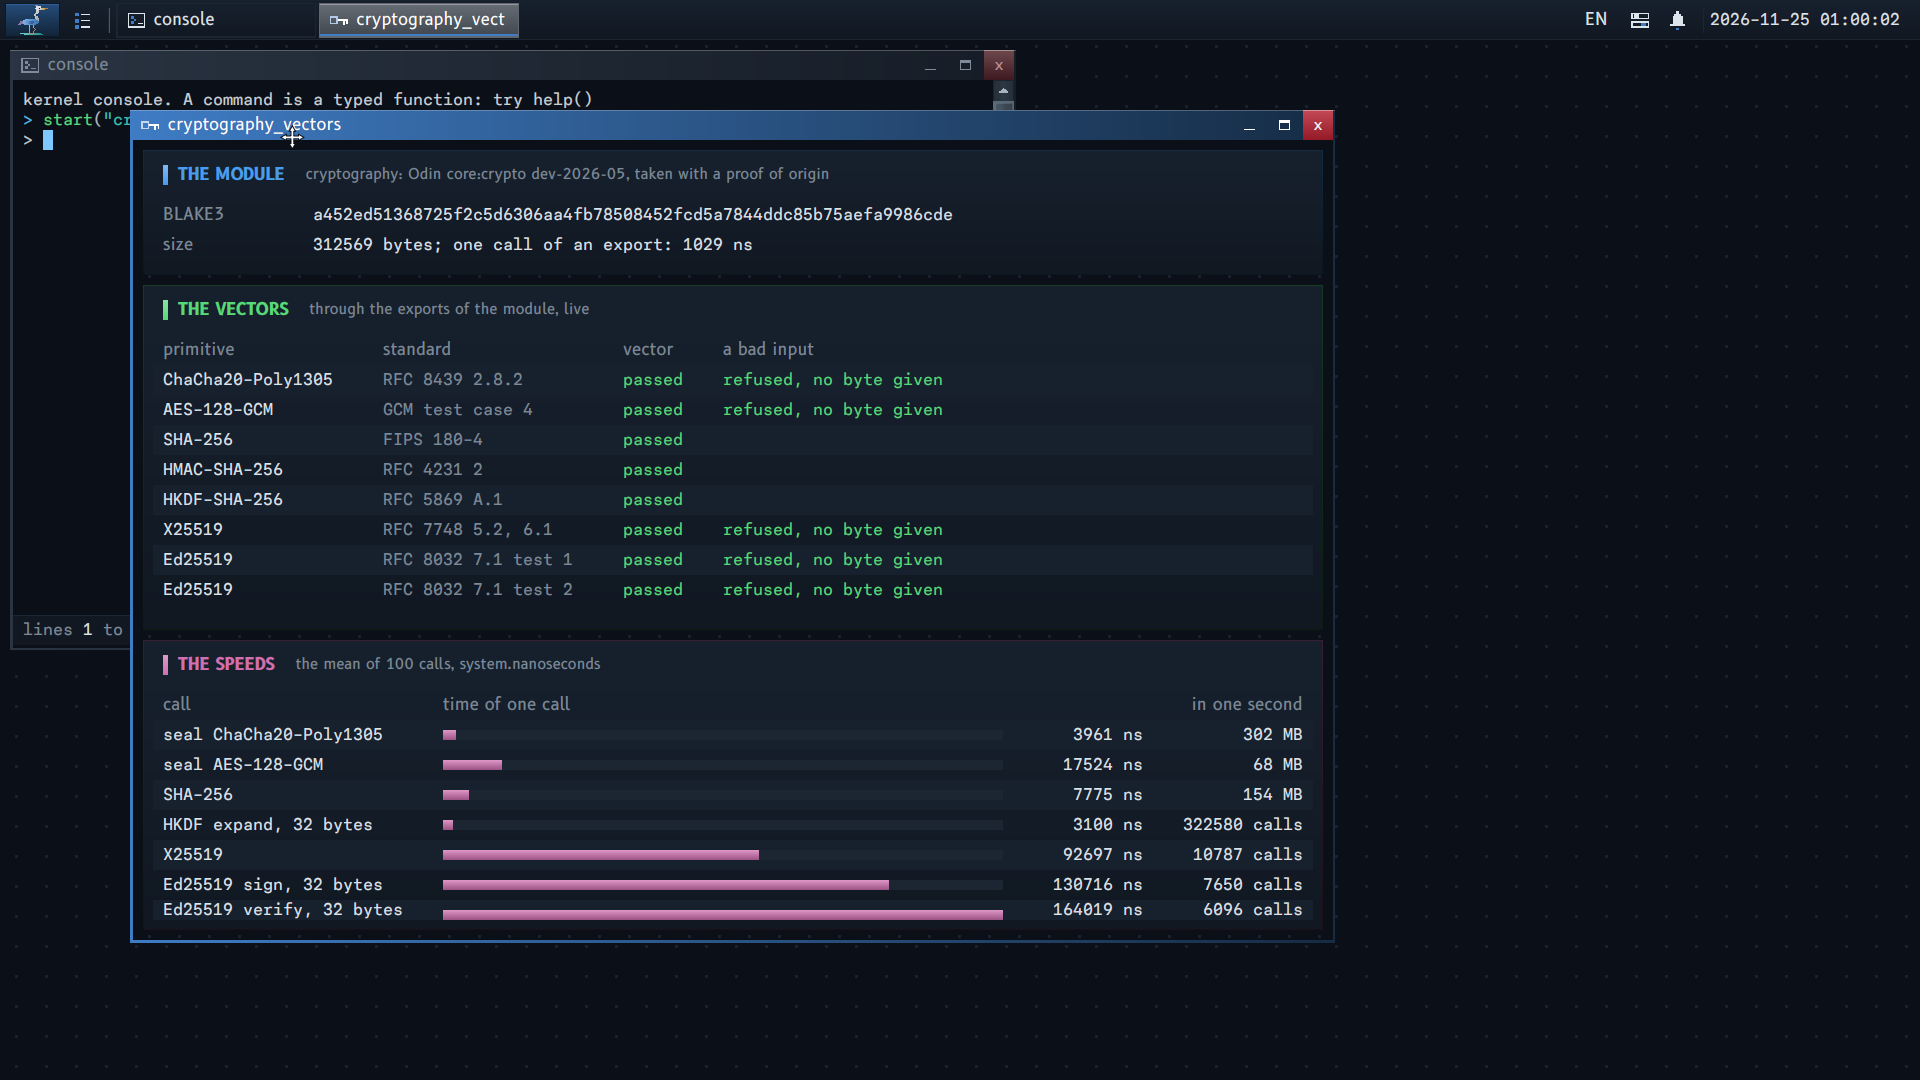 console
cryptography_vect
EN
2026-11-25 01:00:02
console
kernel console. A command is a typed function: try help()
> start("cr
>
lines 1 to
cryptography_vectors
THE MODULE cryptography: Odin core:crypto dev-2026-05, taken with a proof of origin
BLAKE3 a452ed51368725f2c5d6306aa4fb78508452fcd5a7844ddc85b75aefa9986cde
size 312569 bytes; one call of an export: 1029 ns
THE VECTORS through the exports of the module, live
primitive standard vector a bad input
ChaCha20-Poly1305 RFC 8439 2.8.2 passed refused, no byte given
AES-128-GCM GCM test case 4 passed refused, no byte given
SHA-256 FIPS 180-4 passed
HMAC-SHA-256 RFC 4231 2 passed
HKDF-SHA-256 RFC 5869 A.1 passed
X25519 RFC 7748 5.2, 6.1 passed refused, no byte given
Ed25519 RFC 8032 7.1 test 1 passed refused, no byte given
Ed25519 RFC 8032 7.1 test 2 passed refused, no byte given
THE SPEEDS the mean of 100 calls, system.nanoseconds
call time of one call in one second
seal ChaCha20-Poly1305 3961 ns 302 MB
seal AES-128-GCM 17524 ns 68 MB
SHA-256 7775 ns 154 MB
HKDF expand, 32 bytes 3100 ns 322580 calls
X25519 92697 ns 10787 calls
Ed25519 sign, 32 bytes 130716 ns 7650 calls
Ed25519 verify, 32 bytes 164019 ns 6096 calls